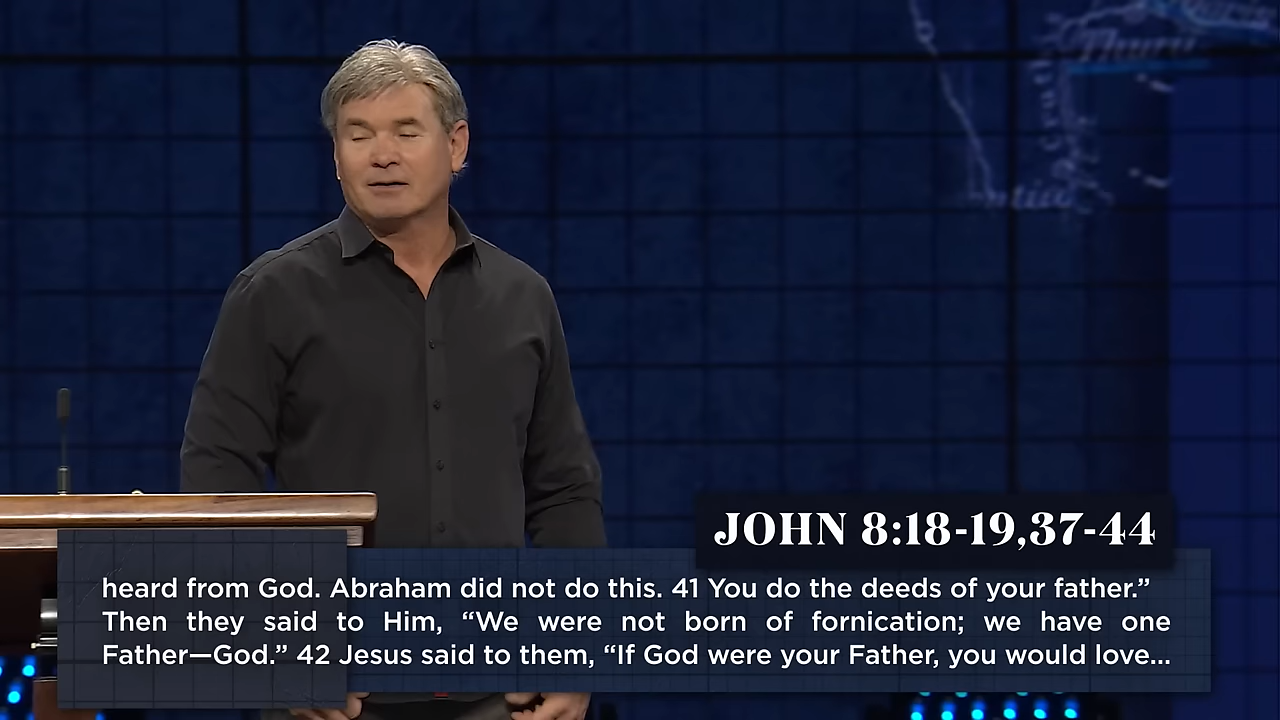 JOHN 8:18-19,37-44
heard from God. Abraham did not do this. 41 You do the deeds of your father.”
Then they said to Him, “We were not born of fornication; we have one
Father—God.” 42 Jesus said to them, “If God were your Father, you would love...